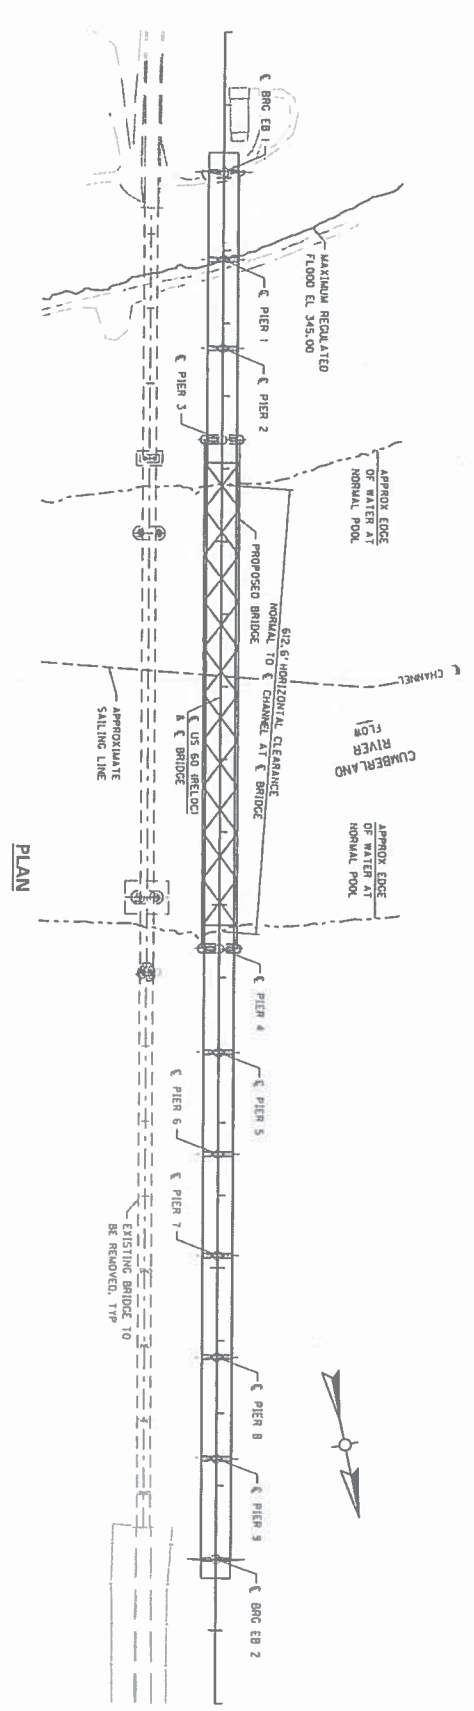 ℄ BRG EB 1
MAXIMUM REGULATED
FLOOD EL 345.00
℄ PIER 1
℄ PIER 2
℄ PIER 3
APPROX EDGE
OF WATER AT
NORMAL POOL
PROPOSED BRIDGE
612.6' HORIZONTAL CLEARANCE
NORMAL TO ℄ CHANNEL AT ℄ BRIDGE
℄ CHANNEL
℄ US 60 (RELOC)
& ℄ BRIDGE
APPROXIMATE
SAILING LINE
CUMBERLAND
RIVER
FLOW
APPROX EDGE
OF WATER AT
NORMAL POOL
PLAN
℄ PIER 4
℄ PIER 5
℄ PIER 6
℄ PIER 7
EXISTING BRIDGE TO
BE REMOVED, TYP
℄ PIER 8
℄ PIER 9
℄ BRG EB 2